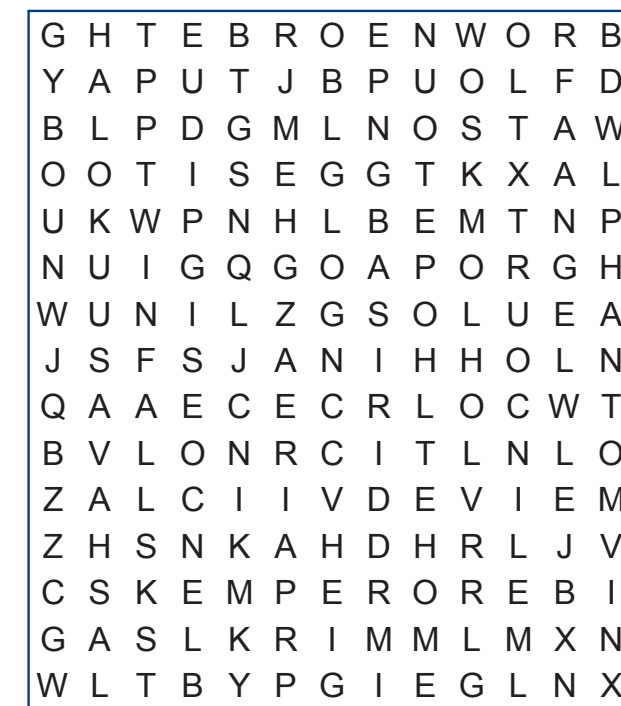 G H T E B R O E N W O R B
Y A P U T J B P U O L F D
B L P D G M L N O S T A W
O O T I S E G G T K X A L
U K W P N H L B E M T N P
N U I G Q G O A P O R G H
W U N I L Z G S O L U E A
J S F S J A N I H H O L N
Q A A E C E C R L O C W T
B V L O N R C I T L N L O
Z A L C I I V D E V I E M
Z H S N K A H D H R L J V
C S K E M P E R O R E B I
G A S L K R I M M L M X N
W L T B Y P G I E G L N X